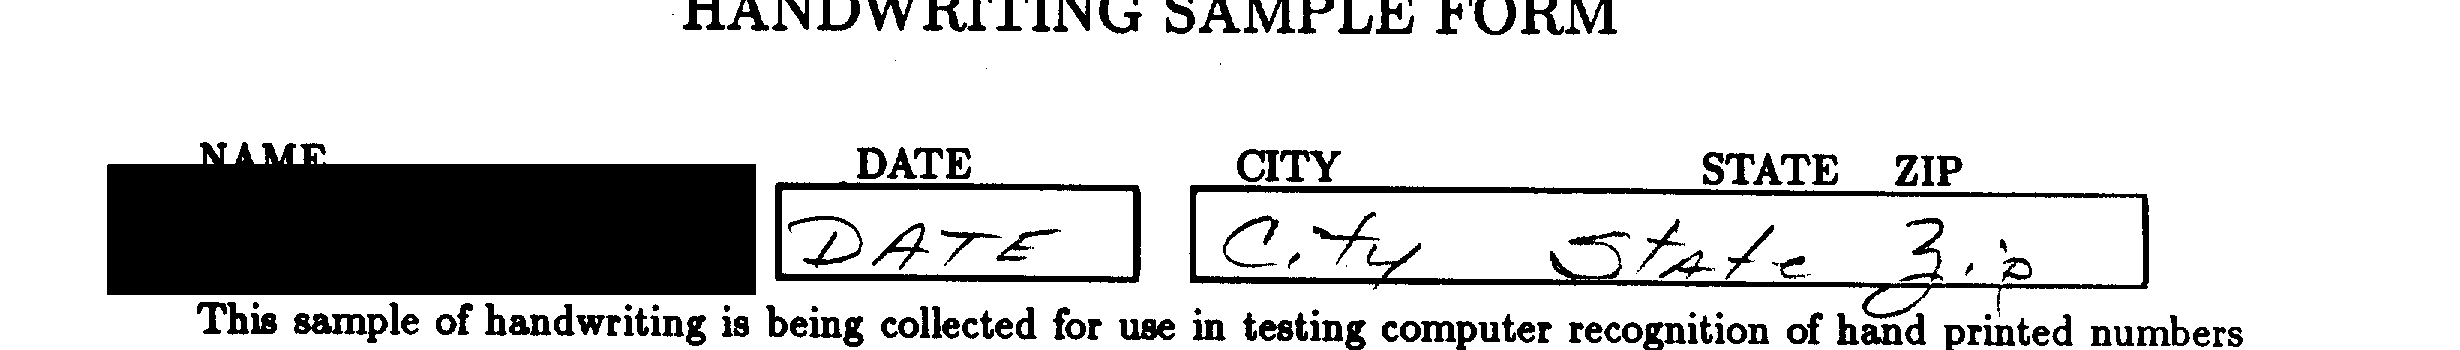 HANDWRITING SAMPLE FORM
NAME DATE CITY STATE ZIP
DATE City State Zip
This sample of handwriting is being collected for use in testing computer recognition of hand printed numbers